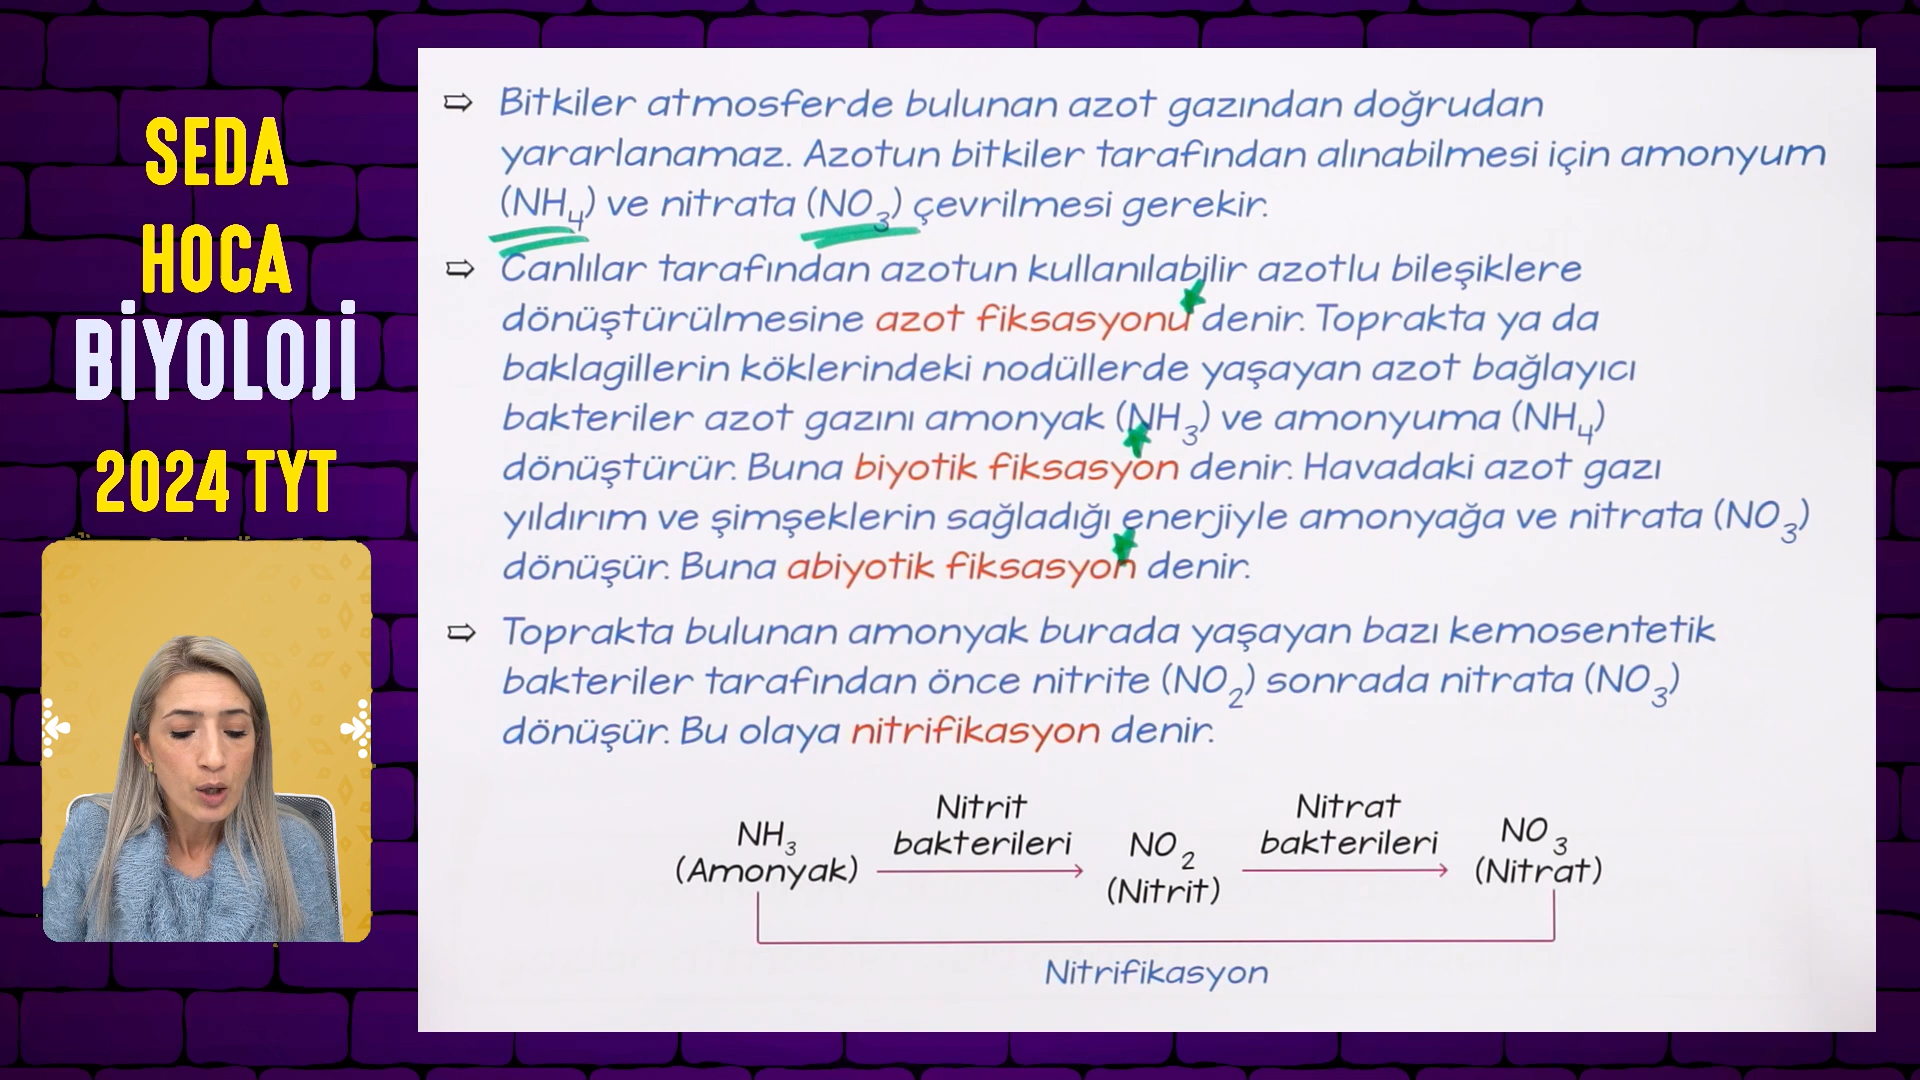 SEDA
HOCA
BİYOLOJİ
2024 TYT
⇨ Bitkiler atmosferde bulunan azot gazından doğrudan
yararlanamaz. Azotun bitkiler tarafından alınabilmesi için amonyum
(NH₄) ve nitrata (NO₃) çevrilmesi gerekir.
⇨ Canlılar tarafından azotun kullanılabilir azotlu bileşiklere
dönüştürülmesine azot fiksasyonu denir. Toprakta ya da
baklagillerin köklerindeki nodüllerde yaşayan azot bağlayıcı
bakteriler azot gazını amonyak (NH₃) ve amonyuma (NH₄)
dönüştürür. Buna biyotik fiksasyon denir. Havadaki azot gazı
yıldırım ve şimşeklerin sağladığı enerjiyle amonyağa ve nitrata (NO₃)
dönüşür. Buna abiyotik fiksasyon denir.
⇨ Toprakta bulunan amonyak burada yaşayan bazı kemosentetik
bakteriler tarafından önce nitrite (NO₂) sonrada nitrata (NO₃)
dönüşür. Bu olaya nitrifikasyon denir.
NH₃
(Amonyak)
Nitrit
bakterileri
NO₂
(Nitrit)
Nitrat
bakterileri
NO₃
(Nitrat)
Nitrifikasyon